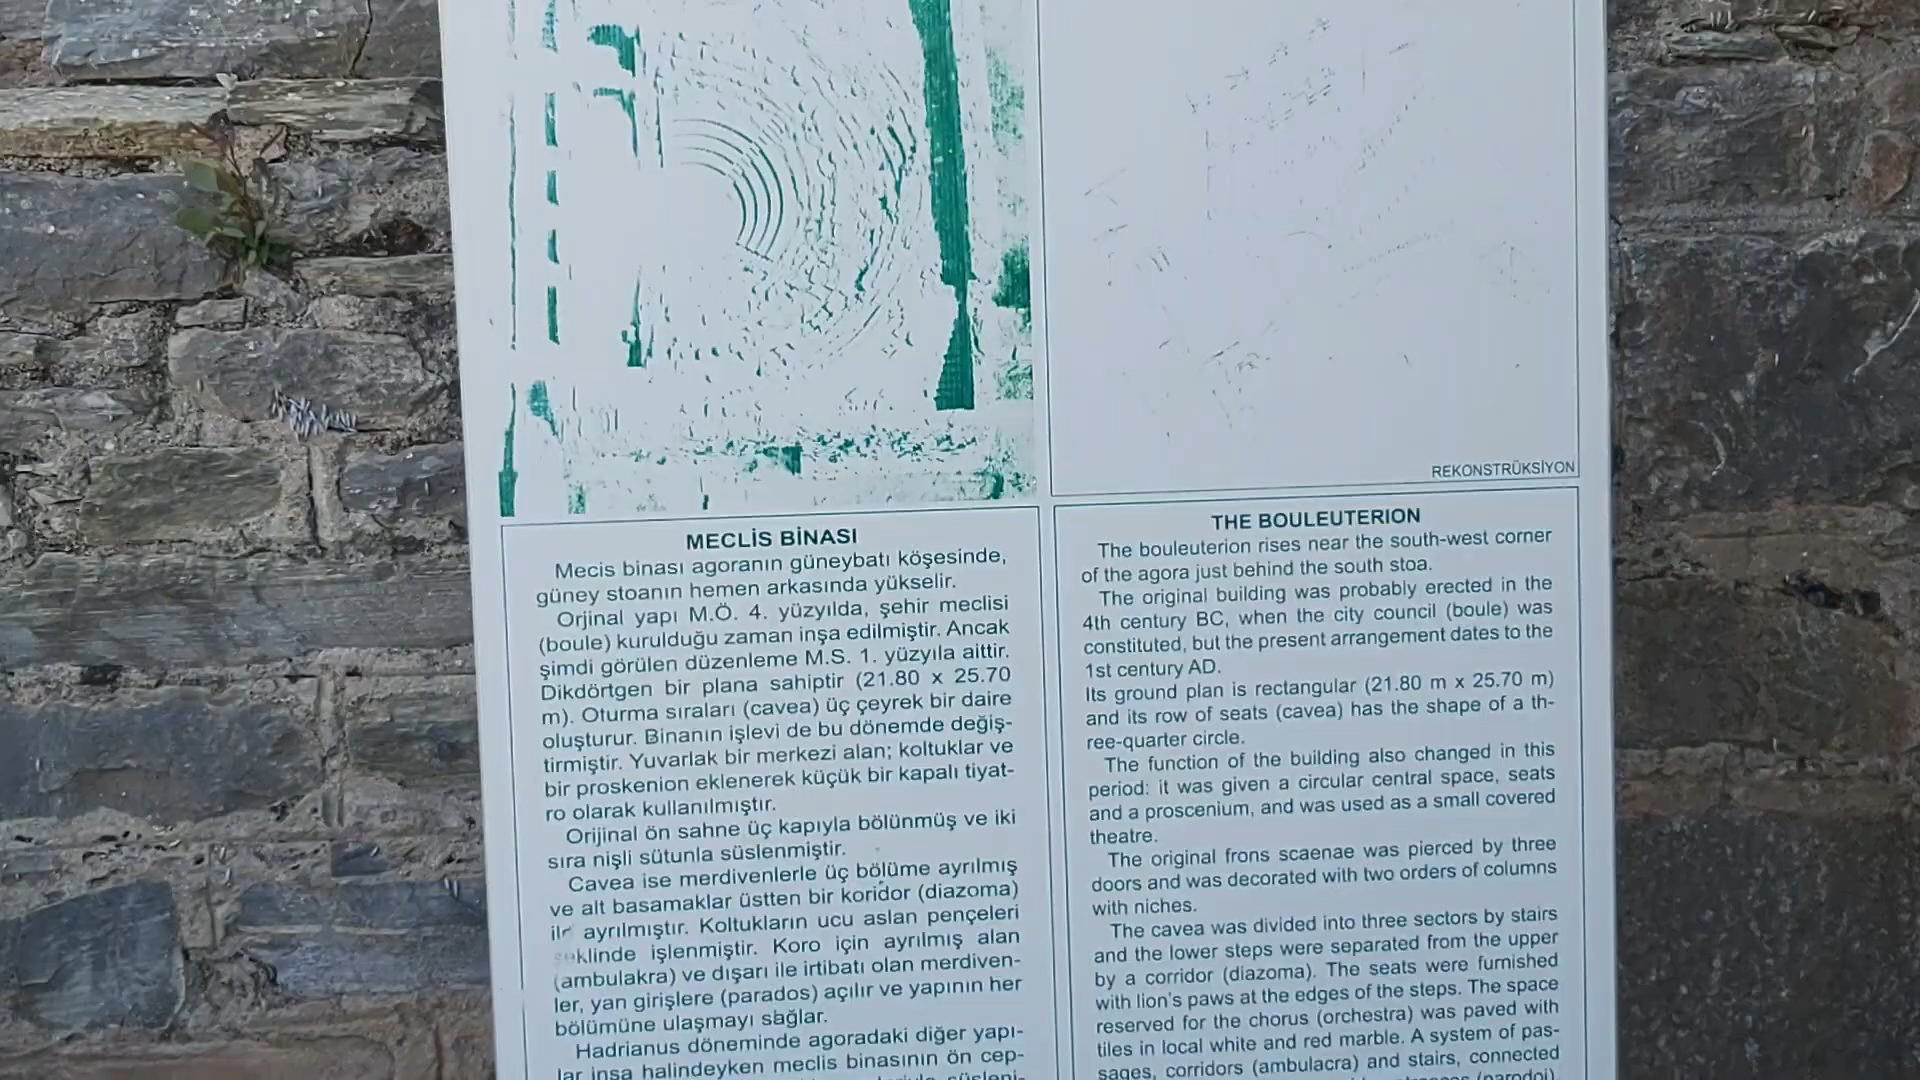 REKONSTRÜKSİYON
MECLİS BİNASI
Mecis binası agoranın güneybatı köşesinde,
güney stoanın hemen arkasında yükselir.
Orjinal yapı M.Ö. 4. yüzyılda, şehir meclisi
(boule) kurulduğu zaman inşa edilmiştir. Ancak
şimdi görülen düzenleme M.S. 1. yüzyıla aittir.
Dikdörtgen bir plana sahiptir (21.80 x 25.70
m). Oturma sıraları (cavea) üç çeyrek bir daire
oluşturur. Binanın işlevi de bu dönemde değiş-
tirmiştir. Yuvarlak bir merkezi alan; koltuklar ve
bir proskenion eklenerek küçük bir kapalı tiyat-
ro olarak kullanılmıştır.
Orijinal ön sahne üç kapıyla bölünmüş ve iki
sıra nişli sütunla süslenmiştir.
Cavea ise merdivenlerle üç bölüme ayrılmış
ve alt basamaklar üstten bir koridor (diazoma)
ayrılmıştır. Koltukların ucu aslan pençeleri
şeklinde işlenmiştir. Koro için ayrılmış alan
(ambulakra) ve dışarı ile irtibatı olan merdiven-
ler, yan girişlere (parados) açılır ve yapının her
bölümüne ulaşmayı sağlar.
Hadrianus döneminde agoradaki diğer yapı-
lar inşa halindeyken meclis binasının ön cep-
THE BOULEUTERION
The bouleuterion rises near the south-west corner
of the agora just behind the south stoa.
The original building was probably erected in the
4th century BC, when the city council (boule) was
constituted, but the present arrangement dates to the
1st century AD.
Its ground plan is rectangular (21.80 m x 25.70 m)
and its row of seats (cavea) has the shape of a th-
ree-quarter circle.
The function of the building also changed in this
period: it was given a circular central space, seats
and a proscenium, and was used as a small covered
theatre.
The original frons scaenae was pierced by three
doors and was decorated with two orders of columns
with niches.
The cavea was divided into three sectors by stairs
and the lower steps were separated from the upper
by a corridor (diazoma). The seats were furnished
with lion's paws at the edges of the steps. The space
reserved for the chorus (orchestra) was paved with
tiles in local white and red marble. A system of pas-
sages, corridors (ambulacra) and stairs, connected
(parodoi)